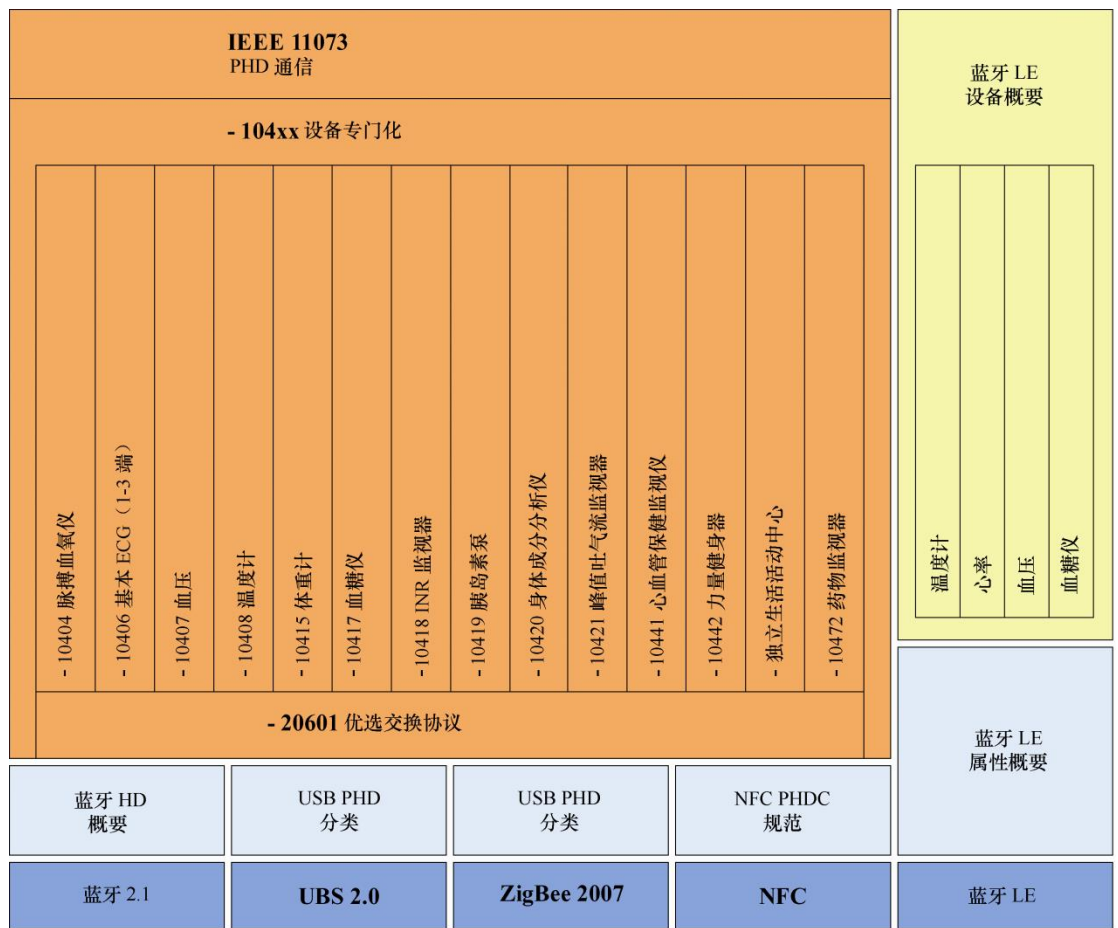 IEEE 11073
PHD 通信
- 104xx 设备专门化
- 10404 脉搏血氧仪
- 10406 基本 ECG（1-3 端）
- 10407 血压
- 10408 温度计
- 10415 体重计
- 10417 血糖仪
- 10418 INR 监视器
- 10419 胰岛素泵
- 10420 身体成分分析仪
- 10421 峰值吐气流监视器
- 10441 心血管保健监视仪
- 10442 力量健身器
- 独立生活活动中心
- 10472 药物监视器
- 20601 优选交换协议
蓝牙 LE
设备概要
温度计
心率
血压
血糖仪
蓝牙 LE
属性概要
蓝牙 HD
概要
USB PHD
分类
USB PHD
分类
NFC PHDC
规范
蓝牙 2.1
UBS 2.0
ZigBee 2007
NFC
蓝牙 LE